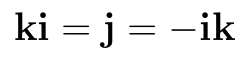 ki = j = −ik